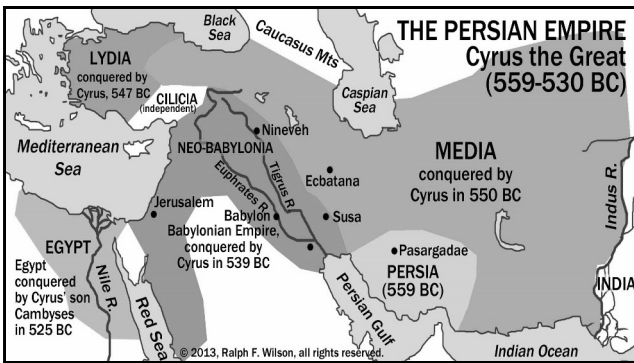 THE PERSIAN EMPIRE
Cyrus the Great
(559-530 BC)
Black
Sea
Caucasus Mts
Caspian
Sea
LYDIA
conquered by
Cyrus, 547 BC
CILICIA
(independent)
Mediterranean
Sea
Nineveh
NEO-BABYLONIA
Tigrus R.
Euphrates R.
Ecbatana
MEDIA
conquered by
Cyrus in 550 BC
Indus R.
Jerusalem
Babylon
Susa
Babylonian Empire,
conquered by
Cyrus in 539 BC
Pasargadae
PERSIA
(559 BC)
EGYPT
Egypt
conquered
by Cyrus' son
Cambyses
in 525 BC
Nile R.
Red Sea
Persian Gulf
INDIA
Indian Ocean
© 2013, Ralph F. Wilson, all rights reserved.